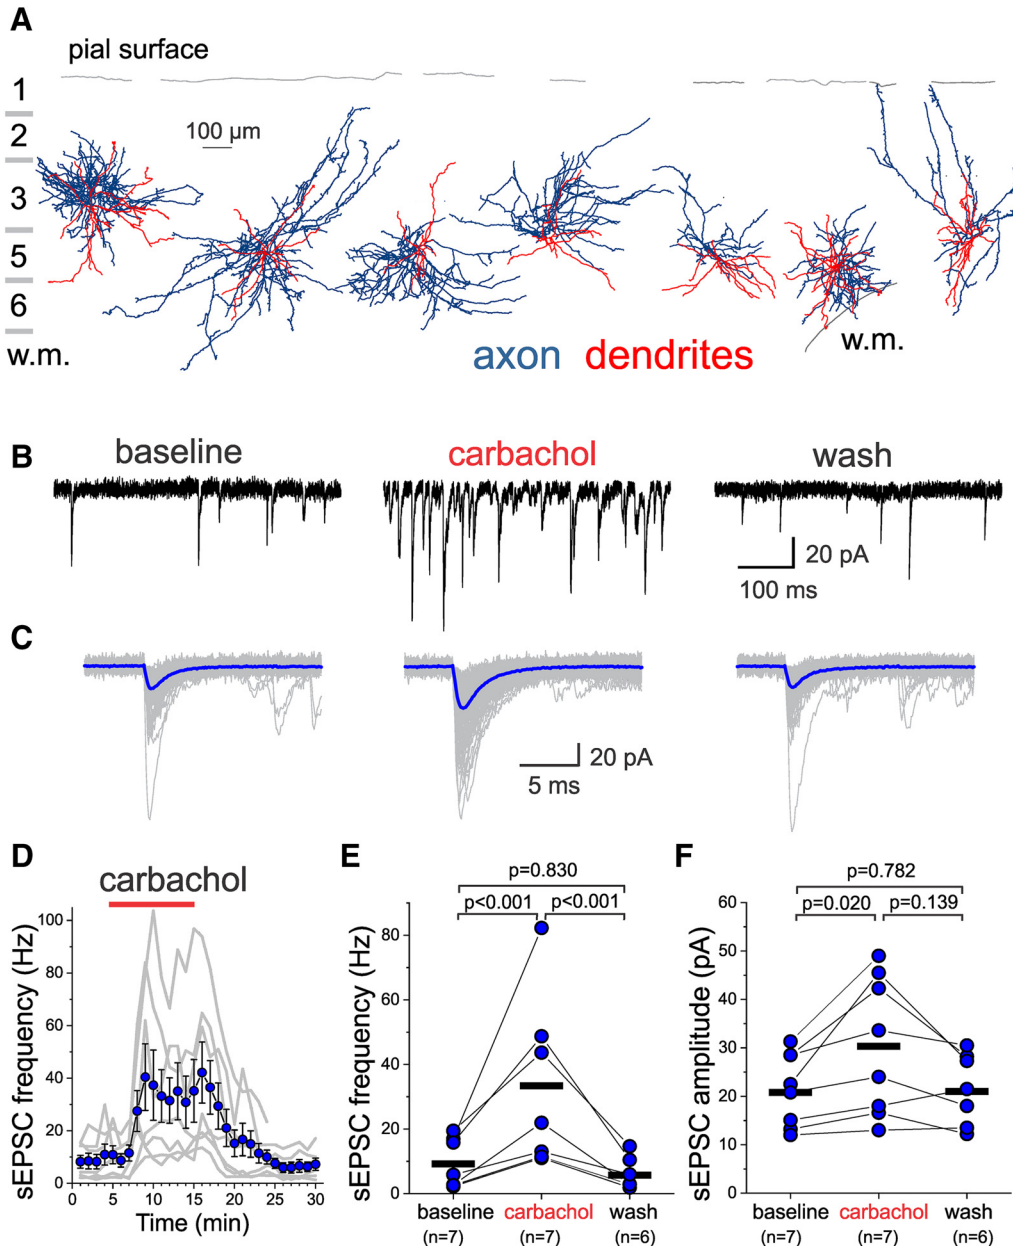 A
pial surface
1
2
3
5
6
w.m.
100 µm
w.m.
axon dendrites
B
baseline
carbachol
wash
20 pA
100 ms
C
20 pA
5 ms
D
carbachol
sEPSC frequency (Hz)
100
80
60
40
20
0
0 5 10 15 20 25 30
Time (min)
E
p=0.830
p<0.001 p<0.001
sEPSC frequency (Hz)
80
60
40
20
0
baseline carbachol wash
(n=7) (n=7) (n=6)
F
p=0.782
p=0.020 p=0.139
sEPSC amplitude (pA)
60
50
40
30
20
10
0
baseline carbachol wash
(n=7) (n=7) (n=6)